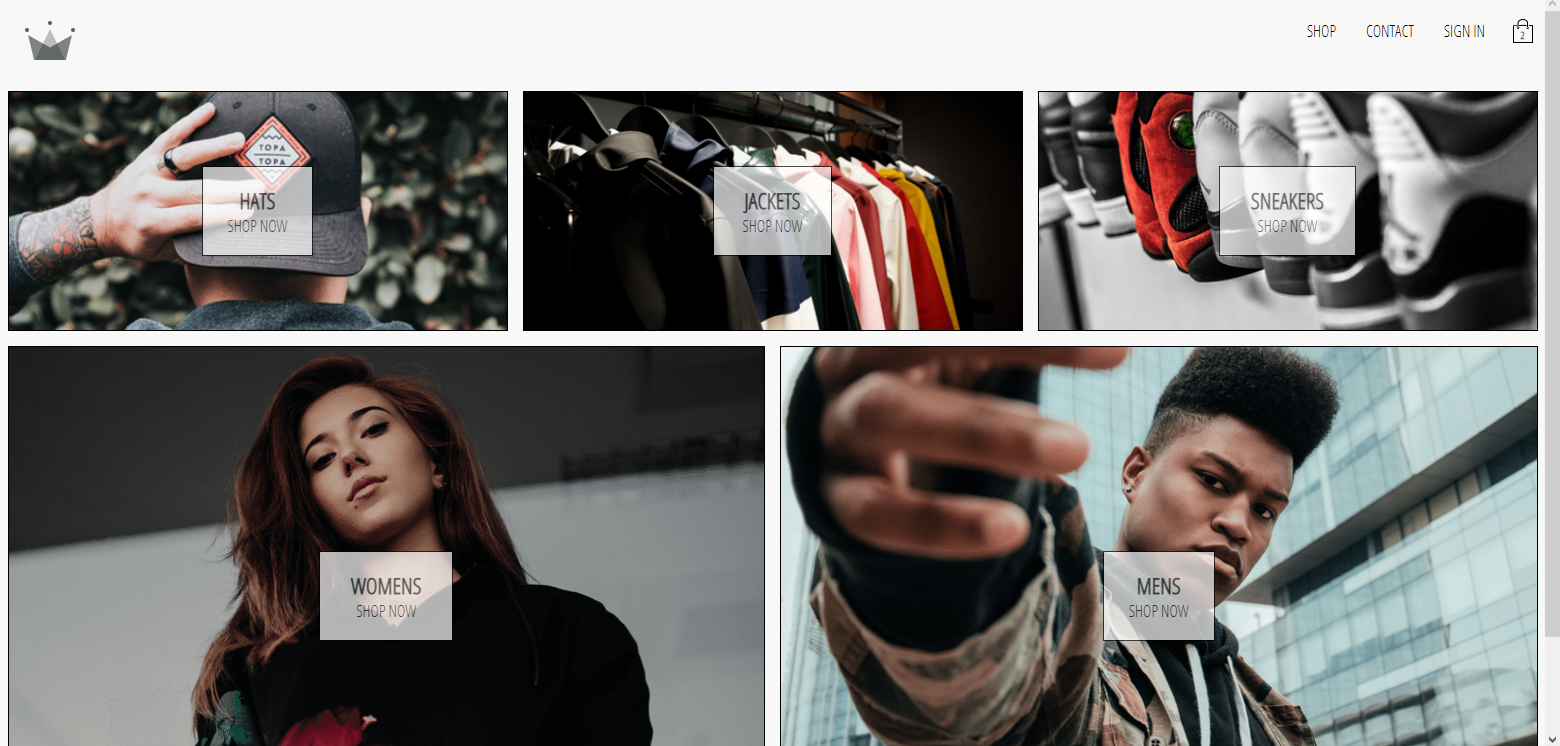 SHOP
CONTACT
SIGN IN
2
TOPA
TOPA
HATS
SHOP NOW
JACKETS
SHOP NOW
SNEAKERS
SHOP NOW
WOMENS
SHOP NOW
MENS
SHOP NOW